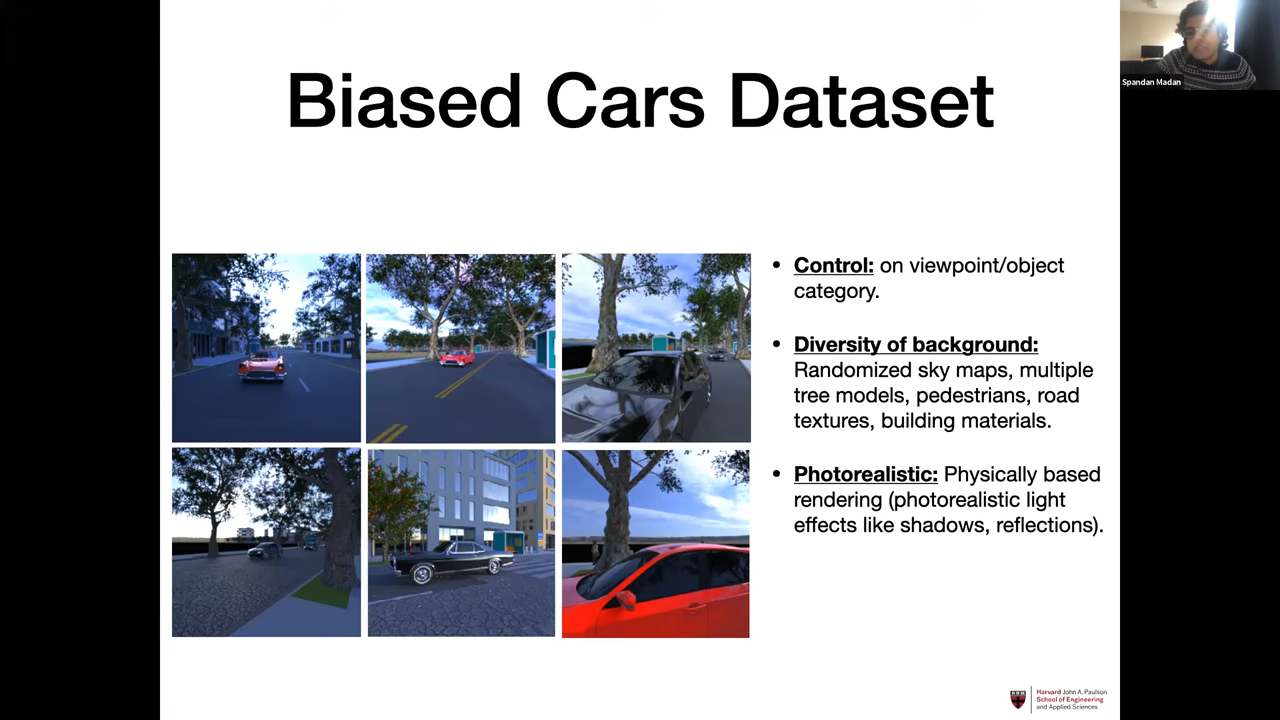 Biased Cars Dataset
Spandan Madan
• Control: on viewpoint/object
category.
• Diversity of background:
Randomized sky maps, multiple
tree models, pedestrians, road
textures, building materials.
• Photorealistic: Physically based
rendering (photorealistic light
effects like shadows, reflections).
Harvard John A. Paulson
School of Engineering
and Applied Sciences